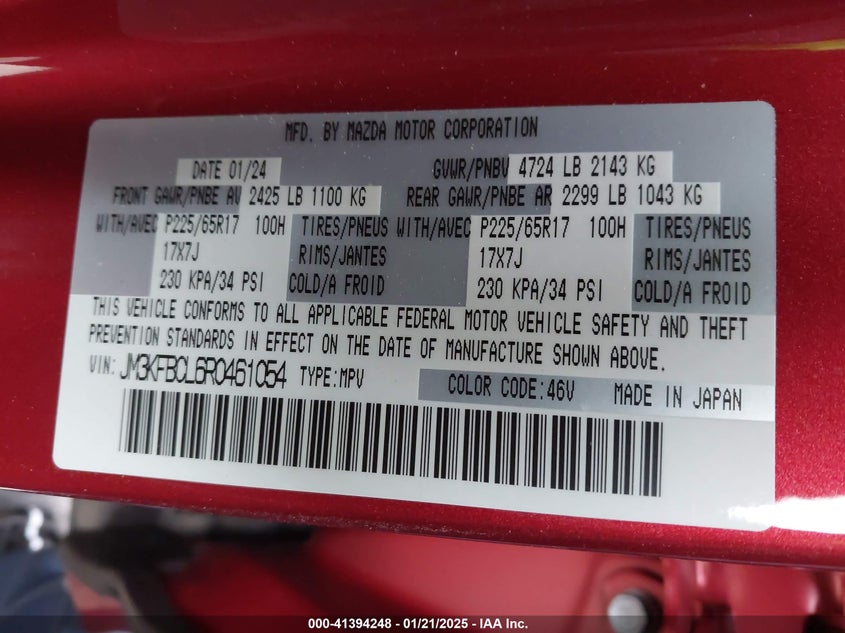 MFD. BY MAZDA MOTOR CORPORATION
DATE 01/24 GVWR/PNBV 4724 LB 2143 KG
FRONT GAWR/PNBE AV 2425 LB 1100 KG REAR GAWR/PNBE AR 2299 LB 1043 KG
WITH/AVEC P225/65R17 100H TIRES/PNEUS WITH/AVEC P225/65R17 100H TIRES/PNEUS
17X7J RIMS/JANTES 17X7J RIMS/JANTES
230 KPA/34 PSI COLD/A FROID 230 KPA/34 PSI COLD/A FROID
THIS VEHICLE CONFORMS TO ALL APPLICABLE FEDERAL MOTOR VEHICLE SAFETY AND THEFT
PREVENTION STANDARDS IN EFFECT ON THE DATE OF MANUFACTURE SHOWN ABOVE.
VIN: JM3KFBCL6R0461054 TYPE:MPV COLOR CODE:46V MADE IN JAPAN
000-41394248 - 01/21/2025 - IAA Inc.